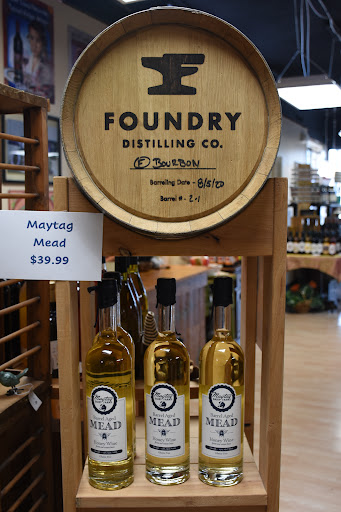 FOUNDRY
DISTILLING CO.
(F) BOURBON
Barreling Date - 8/5/20
Barrel # - 2-1
Maytag
Mead
$39.99
Barrel Aged
MEAD
Honey Wine
Barrel Aged
MEAD
Honey Wine
Barrel Aged
MEAD
Honey Wine